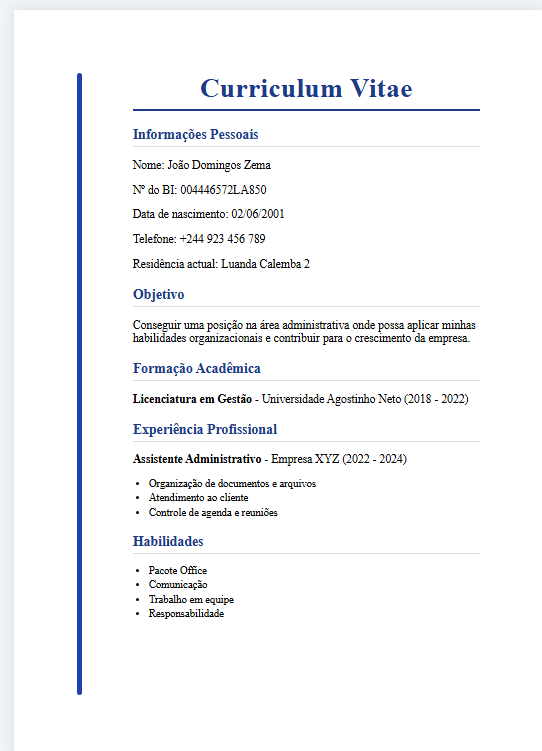 Curriculum Vitae
Informações Pessoais
Nome: João Domingos Zema
Nº do BI: 004446572LA850
Data de nascimento: 02/06/2001
Telefone: +244 923 456 789
Residência actual: Luanda Calemba 2
Objetivo
Conseguir uma posição na área administrativa onde possa aplicar minhas
habilidades organizacionais e contribuir para o crescimento da empresa.
Formação Acadêmica
Licenciatura em Gestão - Universidade Agostinho Neto (2018 - 2022)
Experiência Profissional
Assistente Administrativo - Empresa XYZ (2022 - 2024)
• Organização de documentos e arquivos
• Atendimento ao cliente
• Controle de agenda e reuniões
Habilidades
• Pacote Office
• Comunicação
• Trabalho em equipe
• Responsabilidade